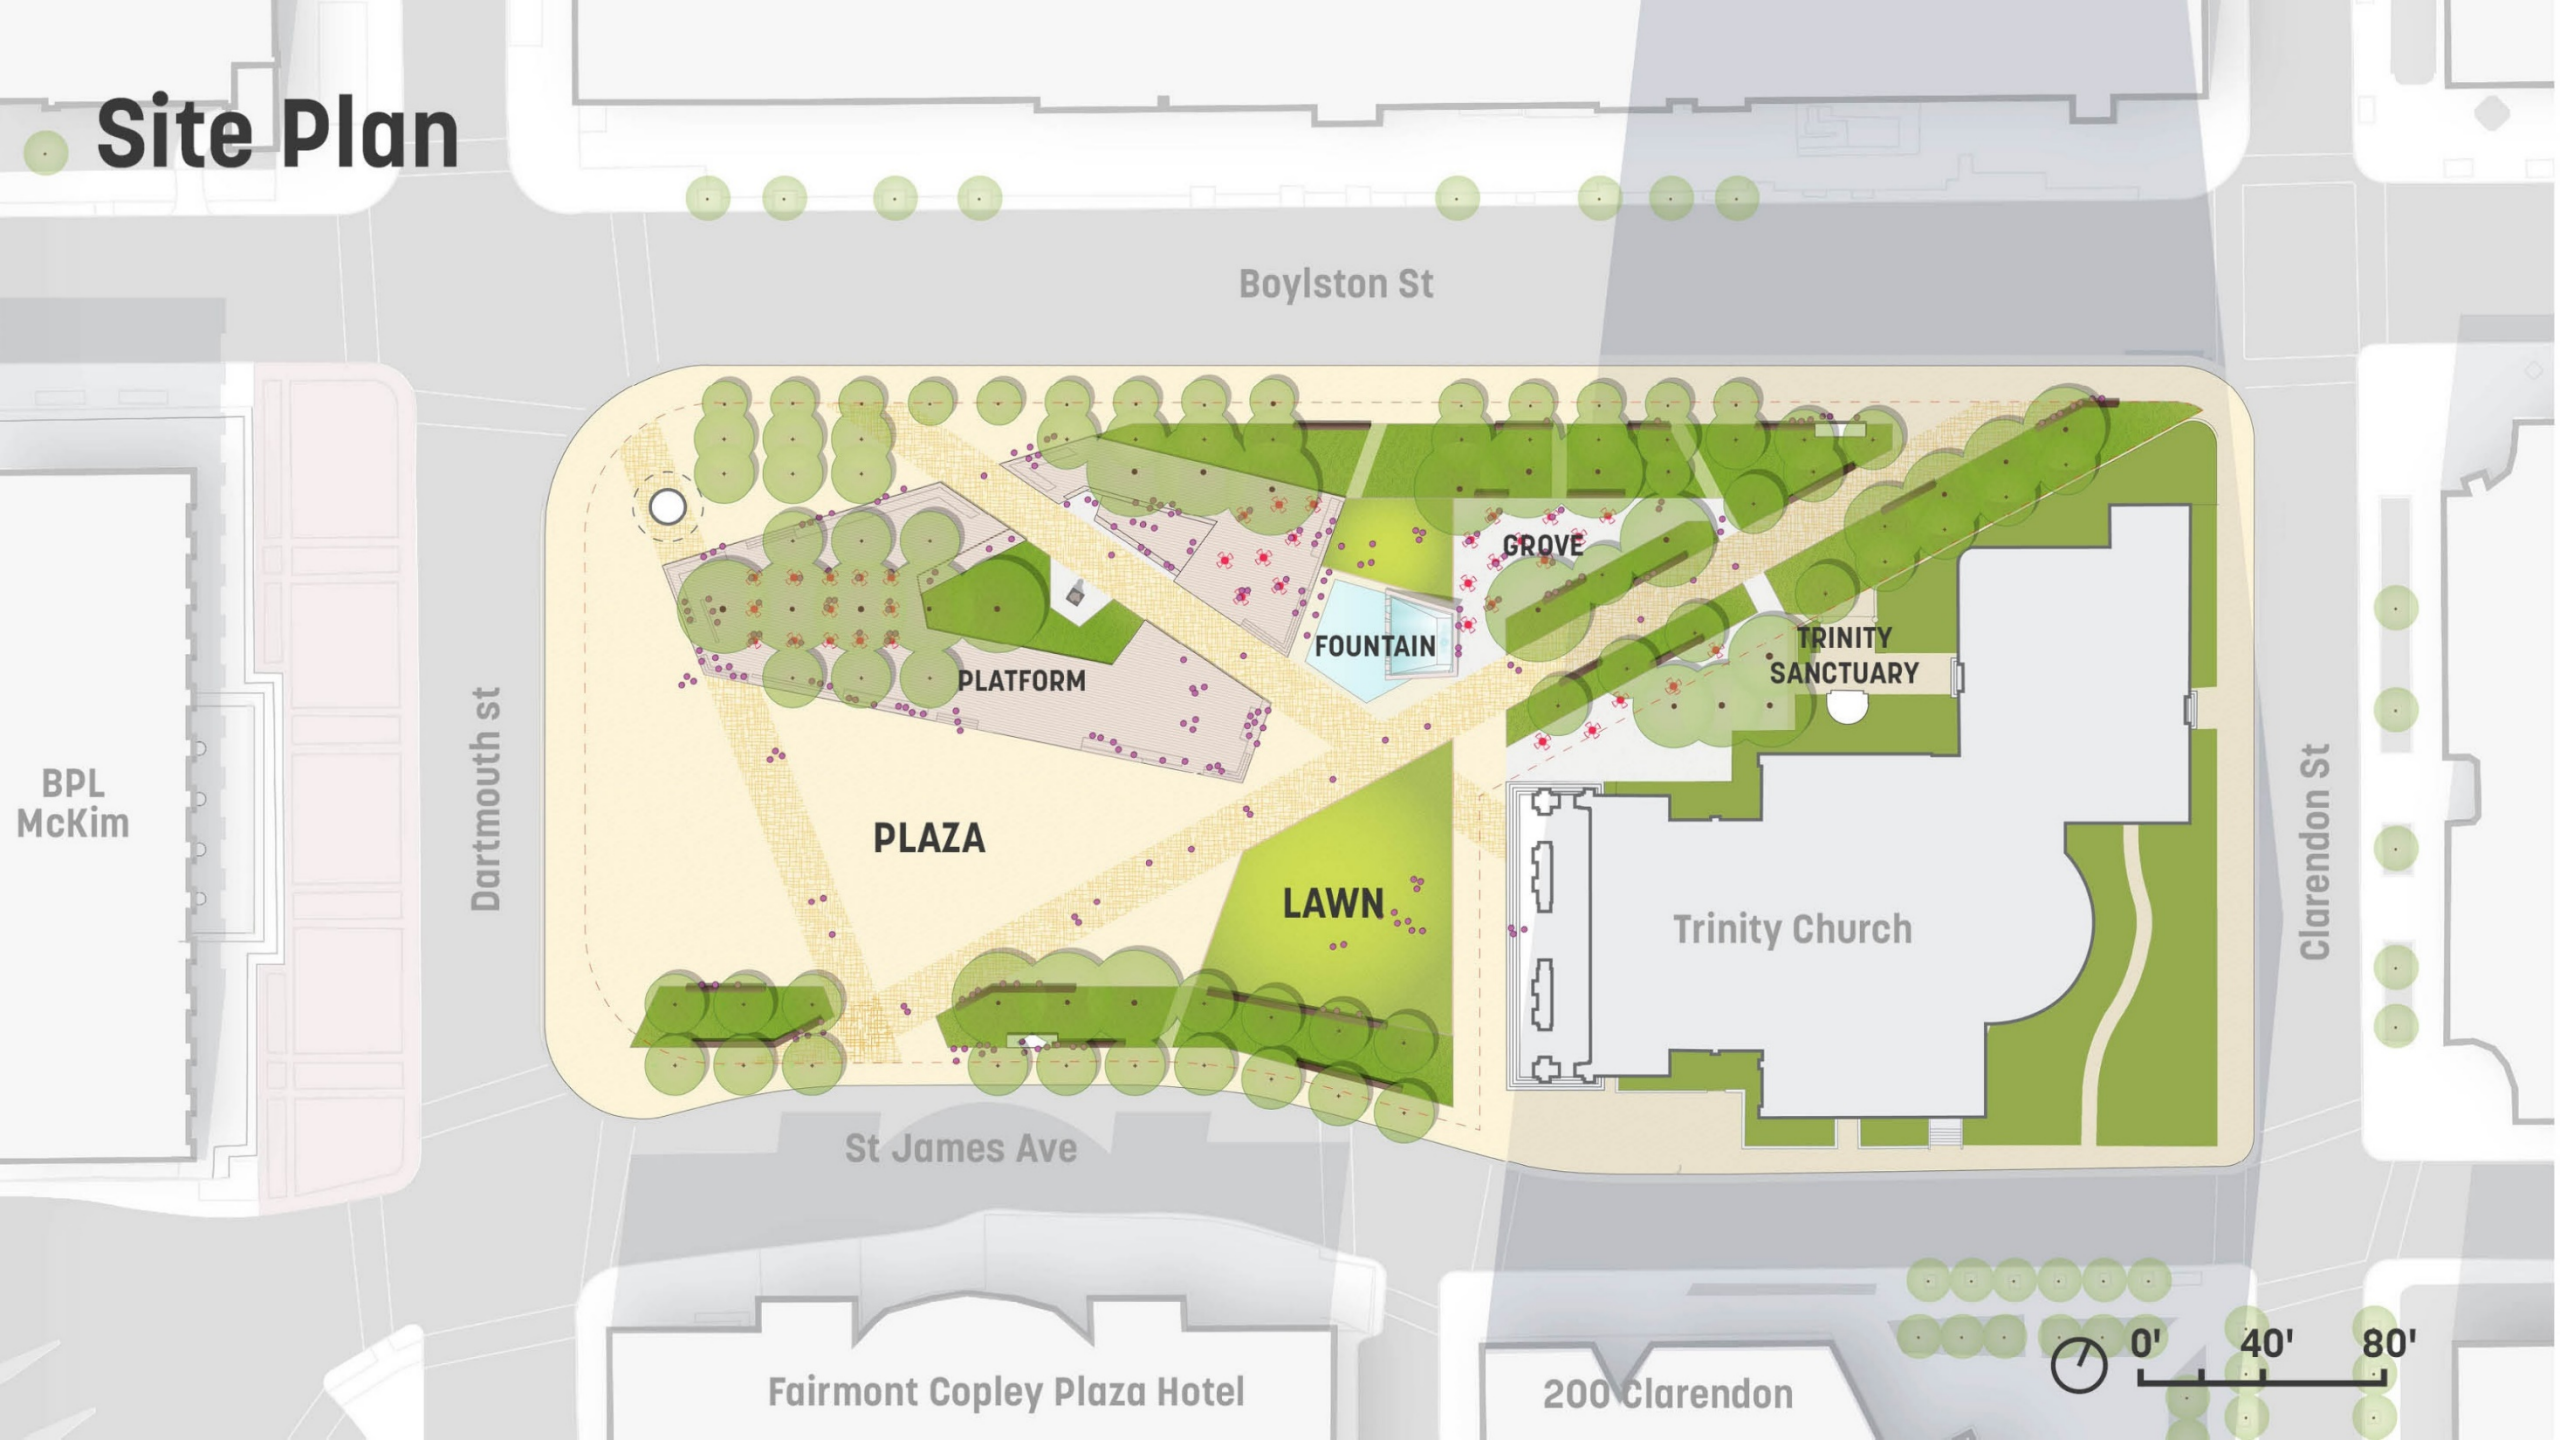 Site Plan
Boylston St
GROVE
FOUNTAIN
TRINITY
SANCTUARY
PLATFORM
BPL
McKim
Dartmouth st
PLAZA
LAWN
Trinity Church
Clarendon St
St James Ave
Fairmont Copley Plaza Hotel
200 Clarendon
0' 40' 80'